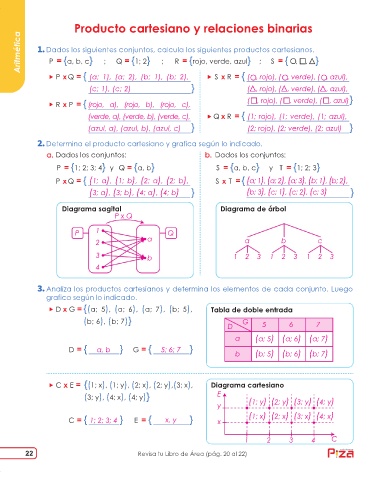 Producto cartesiano y relaciones binarias
Aritmética
1. Dados los siguientes conjuntos, calcula los siguientes productos cartesianos.
P = {a, b, c} ; Q = {1; 2} ; R = {rojo, verde, azul} ; S = {○, □, △}
▶ P x Q = { (a; 1), (a; 2), (b; 1), (b; 2),
(c; 1), (c; 2) }
▶ R x P = { (rojo, a), (rojo, b), (rojo, c),
(verde, a), (verde, b), (verde, c),
(azul, a), (azul, b), (azul, c) }
▶ S x R = { (○, rojo), (○, verde), (○, azul),
(△, rojo), (△, verde), (△, azul),
(□, rojo), (□, verde), (□, azul) }
▶ Q x R = { (1; rojo), (1; verde), (1; azul),
(2; rojo), (2; verde), (2; azul) }
2. Determina el producto cartesiano y grafica según lo indicado.
a. Dados los conjuntos:
P = {1; 2; 3; 4} y Q = {a, b}
P x Q = { (1; a), (1; b), (2; a), (2; b),
(3; a), (3; b), (4; a), (4; b) }
Diagrama sagital
P x Q
P Q
1
2 a
3 b
4
b. Dados los conjuntos:
S = {a, b, c} y T = {1; 2; 3}
S x T = { (a; 1), (a; 2), (a; 3), (b; 1), (b; 2),
(b; 3), (c; 1), (c; 2), (c; 3) }
Diagrama de árbol
a b c
1 2 3 1 2 3 1 2 3
3. Analiza los productos cartesianos y determina los elementos de cada conjunto. Luego
grafica según lo indicado.
▶ D x G = {(a; 5), (a; 6), (a; 7), (b; 5),
(b; 6), (b; 7)}
D = { a, b } G = { 5; 6; 7 }
Tabla de doble entrada
D G 5 6 7
a (a; 5) (a; 6) (a; 7)
b (b; 5) (b; 6) (b; 7)
▶ C x E = {(1; x), (1; y), (2; x), (2; y), (3; x),
(3; y), (4; x), (4; y)}
C = { 1; 2; 3; 4 } E = { x, y }
Diagrama cartesiano
E
y (1; y) (2; y) (3; y) (4; y)
x (1; x) (2; x) (3; x) (4; x)
1 2 3 4 C
22
Revisa tu Libro de Área (pág. 20 al 22)
Piza